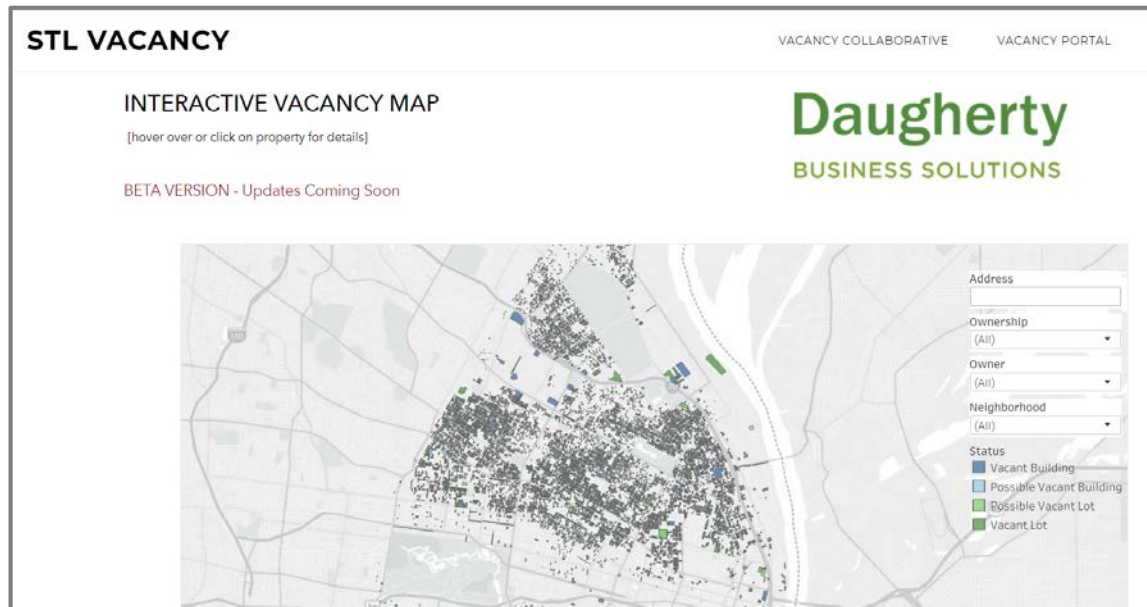 STL VACANCY
VACANCY COLLABORATIVE
VACANCY PORTAL
INTERACTIVE VACANCY MAP
[hover over or click on property for details]
BETA VERSION - Updates Coming Soon
Daugherty
BUSINESS SOLUTIONS
Address
Ownership
(All)
Owner
(All)
Neighborhood
(All)
Status
Vacant Building
Possible Vacant Building
Possible Vacant Lot
Vacant Lot